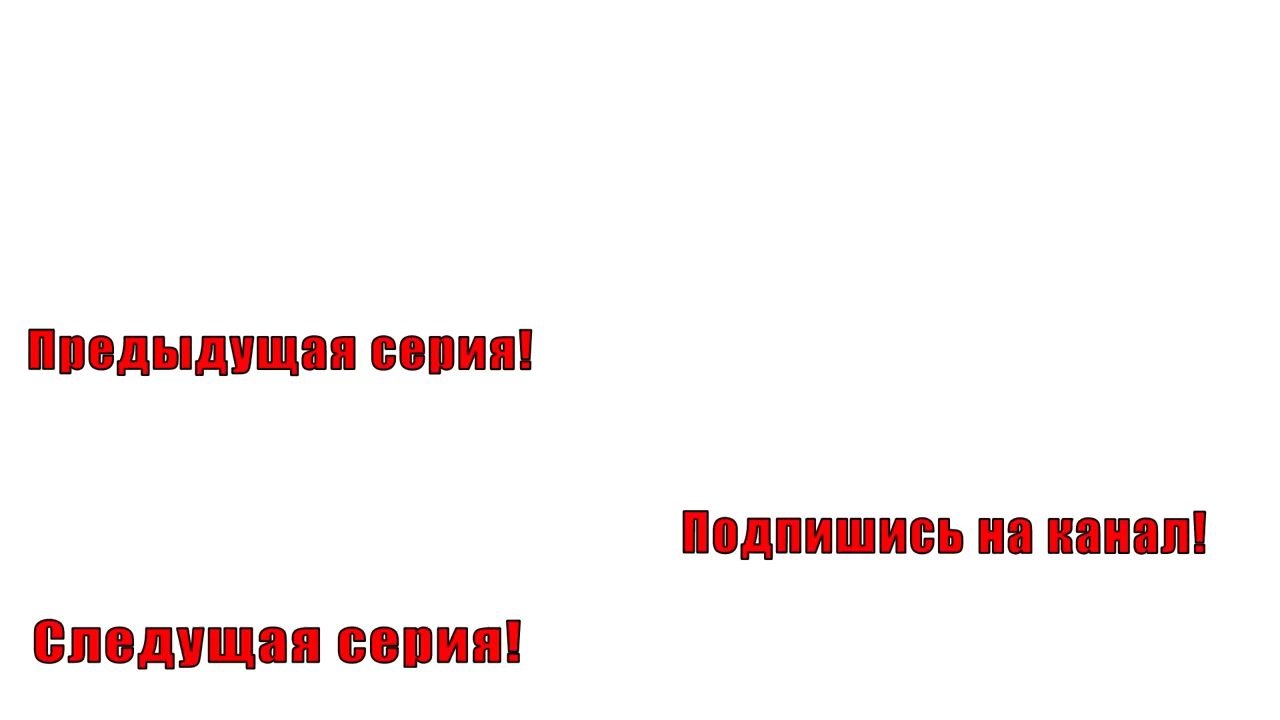 Предыдущая серия!
Подпишись на канал!
Следущая серия!